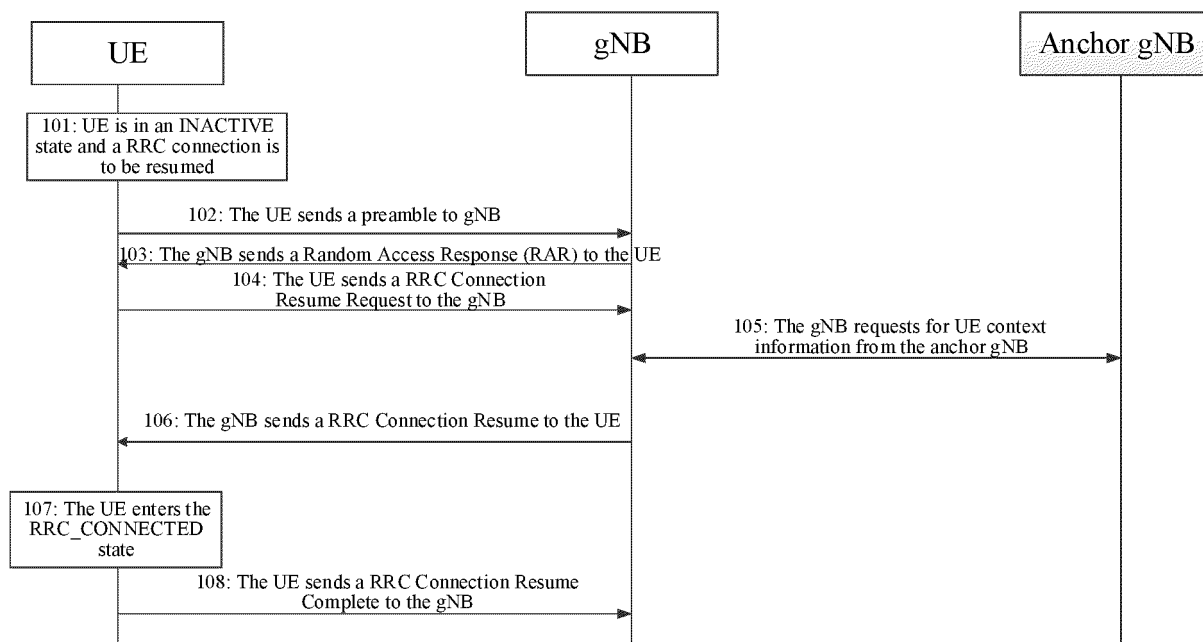 UE
gNB
Anchor gNB
101: UE is in an INACTIVE
state and a RRC connection is
to be resumed
102: The UE sends a preamble to gNB
103: The gNB sends a Random Access Response (RAR) to the UE
104: The UE sends a RRC Connection
Resume Request to the gNB
105: The gNB requests for UE context
information from the anchor gNB
106: The gNB sends a RRC Connection Resume to the UE
107: The UE enters the
RRC_CONNECTED
state
108: The UE sends a RRC Connection Resume
Complete to the gNB